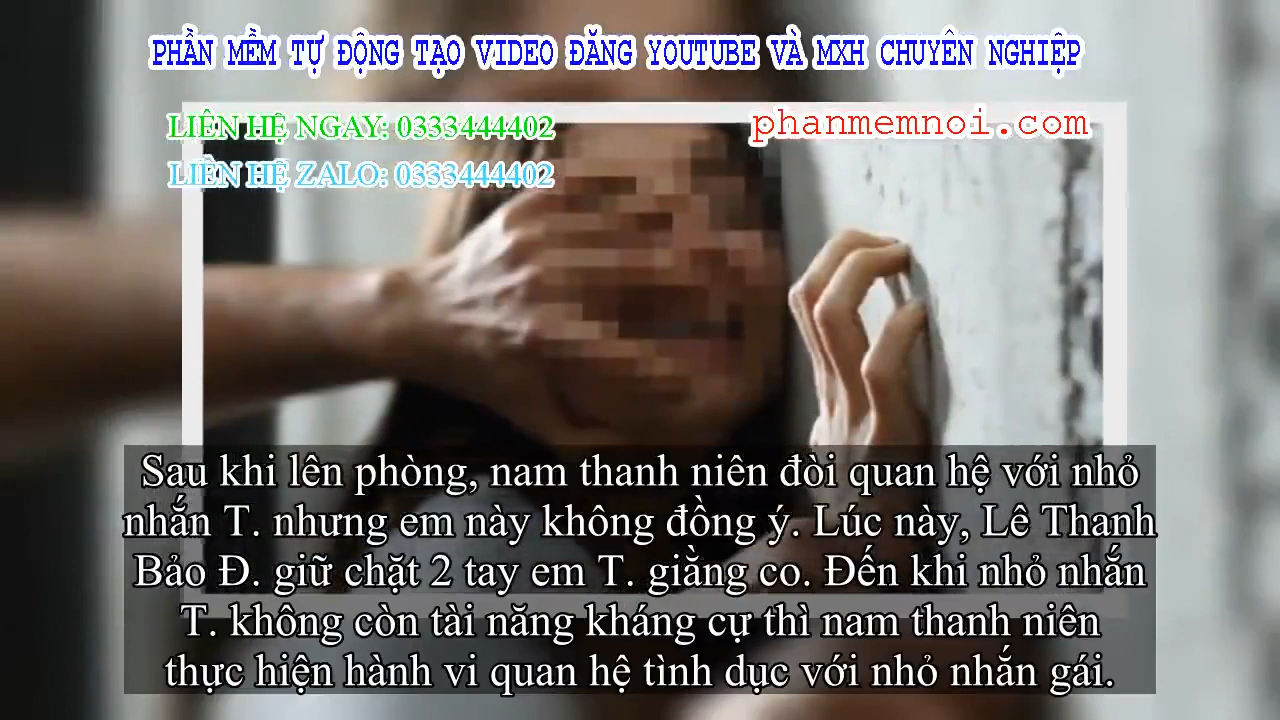 PHẦN MỀM TỰ ĐỘNG TẠO VIDEO ĐĂNG YOUTUBE VÀ MXH CHUYÊN NGHIỆP
LIÊN HỆ NGAY: 0333444402
phanmemnoi.com
LIÊN HỆ ZALO: 0333444402
Sau khi lên phòng, nam thanh niên đòi quan hệ với nhỏ
nhắn T. nhưng em này không đồng ý. Lúc này, Lê Thanh
Bảo Đ. giữ chặt 2 tay em T. giằng co. Đến khi nhỏ nhắn
T. không còn tài năng kháng cự thì nam thanh niên
thực hiện hành vi quan hệ tình dục với nhỏ nhắn gái.